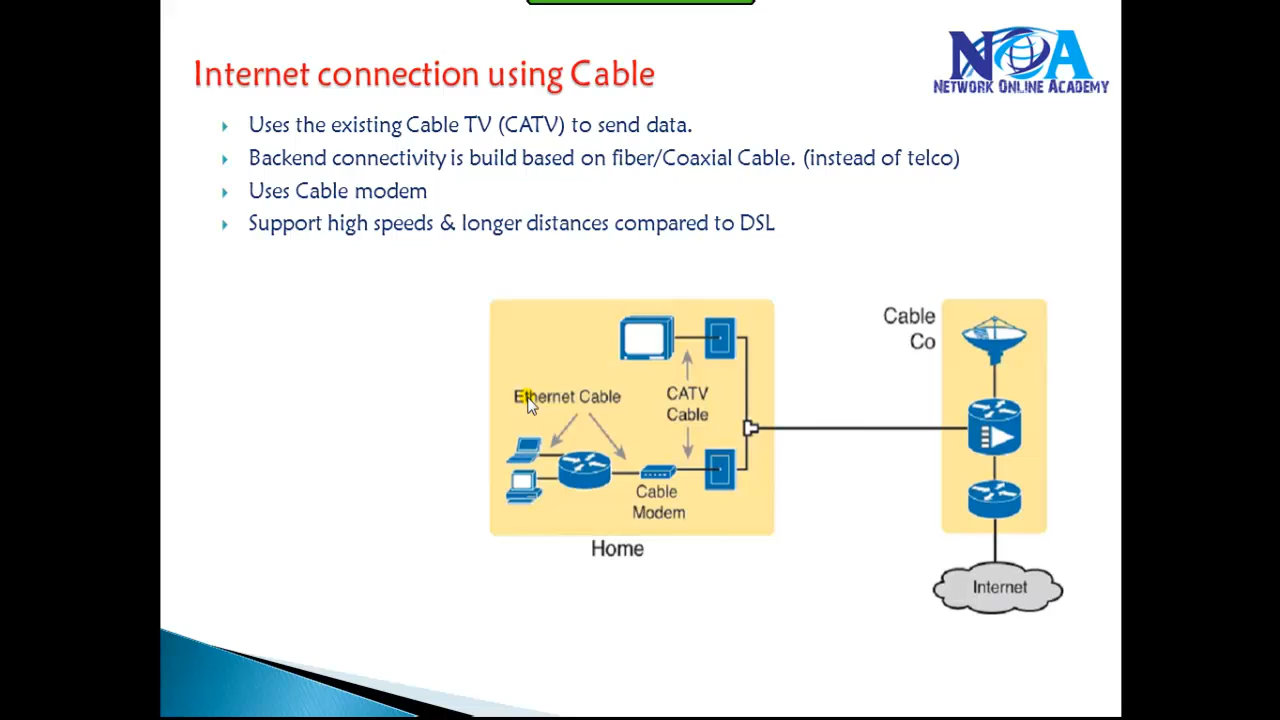 NOA
NETWORK ONLINE ACADEMY
Internet connection using Cable
Uses the existing Cable TV (CATV) to send data.
Backend connectivity is build based on fiber/Coaxial Cable. (instead of telco)
Uses Cable modem
Support high speeds & longer distances compared to DSL
Cable
Co
Ethernet Cable
CATV
Cable
Cable
Modem
Home
Internet